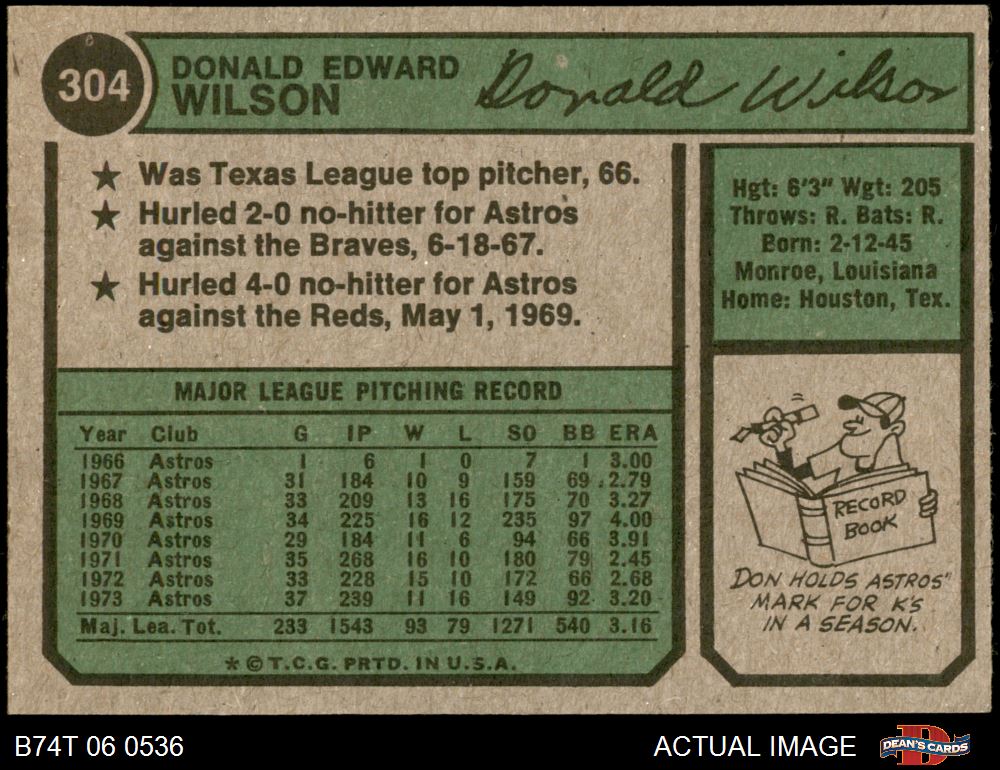 304
DONALD EDWARD
WILSON
Donald Wilson
★ Was Texas League top pitcher, 66.
★ Hurled 2-0 no-hitter for Astros
against the Braves, 6-18-67.
★ Hurled 4-0 no-hitter for Astros
against the Reds, May 1, 1969.
Hgt: 6'3" Wgt: 205
Throws: R. Bats: R.
Born: 2-12-45
Monroe, Louisiana
Home: Houston, Tex.
MAJOR LEAGUE PITCHING RECORD
Year Club G IP W L SO BB ERA
1966 Astros 1 6 1 0 7 1 3.00
1967 Astros 31 184 10 9 159 69 2.79
1968 Astros 33 209 13 16 175 70 3.27
1969 Astros 34 225 16 12 235 97 4.00
1970 Astros 29 184 11 6 94 66 3.91
1971 Astros 35 268 16 10 180 79 2.45
1972 Astros 33 228 15 10 172 66 2.68
1973 Astros 37 239 11 16 149 92 3.20
Maj. Lea. Tot. 233 1543 93 79 1271 540 3.16
★ © T.C.G. PRTD. IN U.S.A.
RECORD
BOOK
DON HOLDS ASTROS"
MARK FOR K'S
IN A SEASON.
B74T 06 0536
ACTUAL IMAGE
D
DEAN'S CARDS